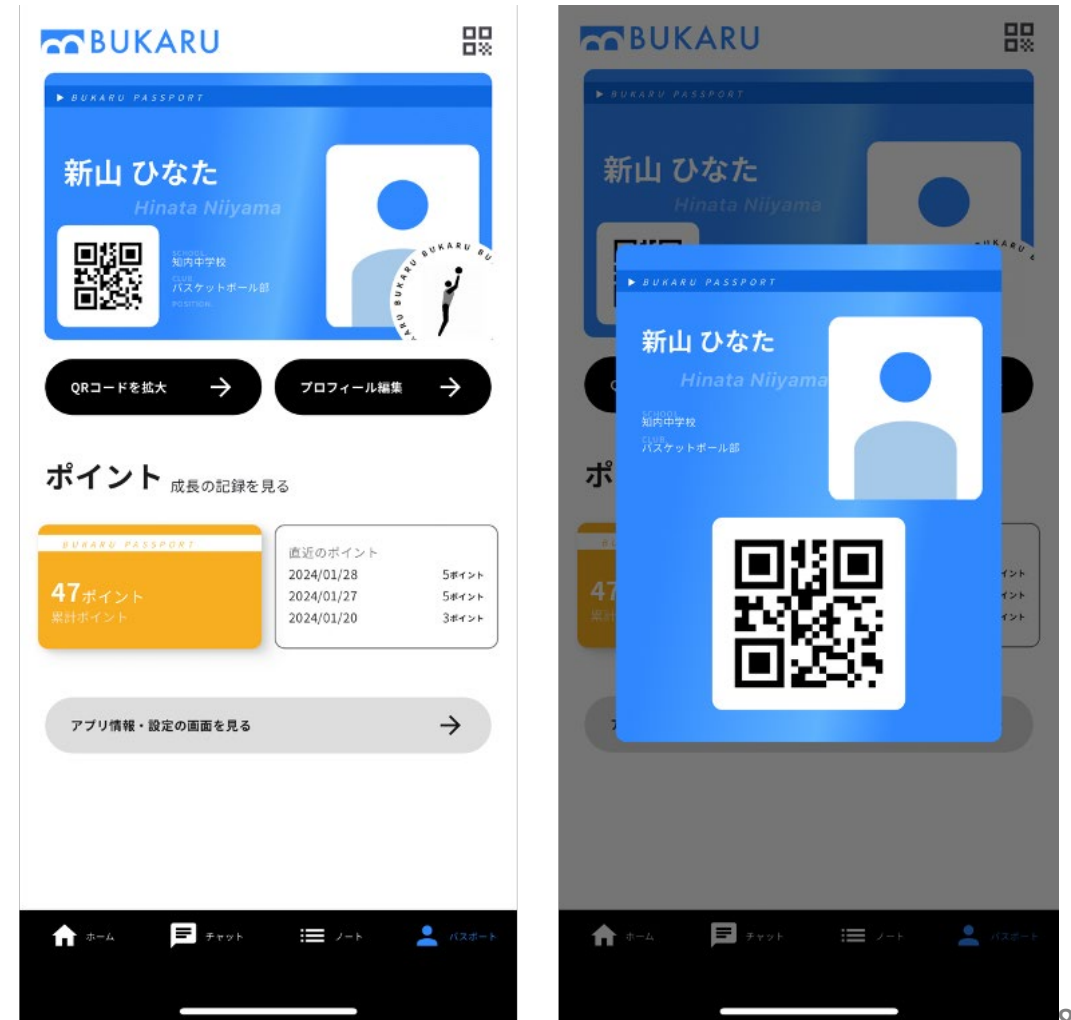 BUKARU
BUKARU PASSPORT
新山 ひなた
Hinata Niiyama
SCHOOL
知内中学校
CLUB
バスケットボール部
POSITION
BUKARU BUKARU BU
QRコードを拡大
プロフィール編集
ポイント 成長の記録を見る
BUKARU PASSPORT
47ポイント
累計ポイント
直近のポイント
2024/01/28 5ポイント
2024/01/27 5ポイント
2024/01/20 3ポイント
アプリ情報・設定の画面を見る
ホーム チャット ノート パスポート
BUKARU
BUKARU PASSPORT
新山 ひなた
Hinata Niiyama
BUKARU PASSPORT
新山 ひなた
Hinata Niiyama
SCHOOL
知内中学校
CLUB
バスケットボール部
ポ
47
ホーム チャット ノート パスポート